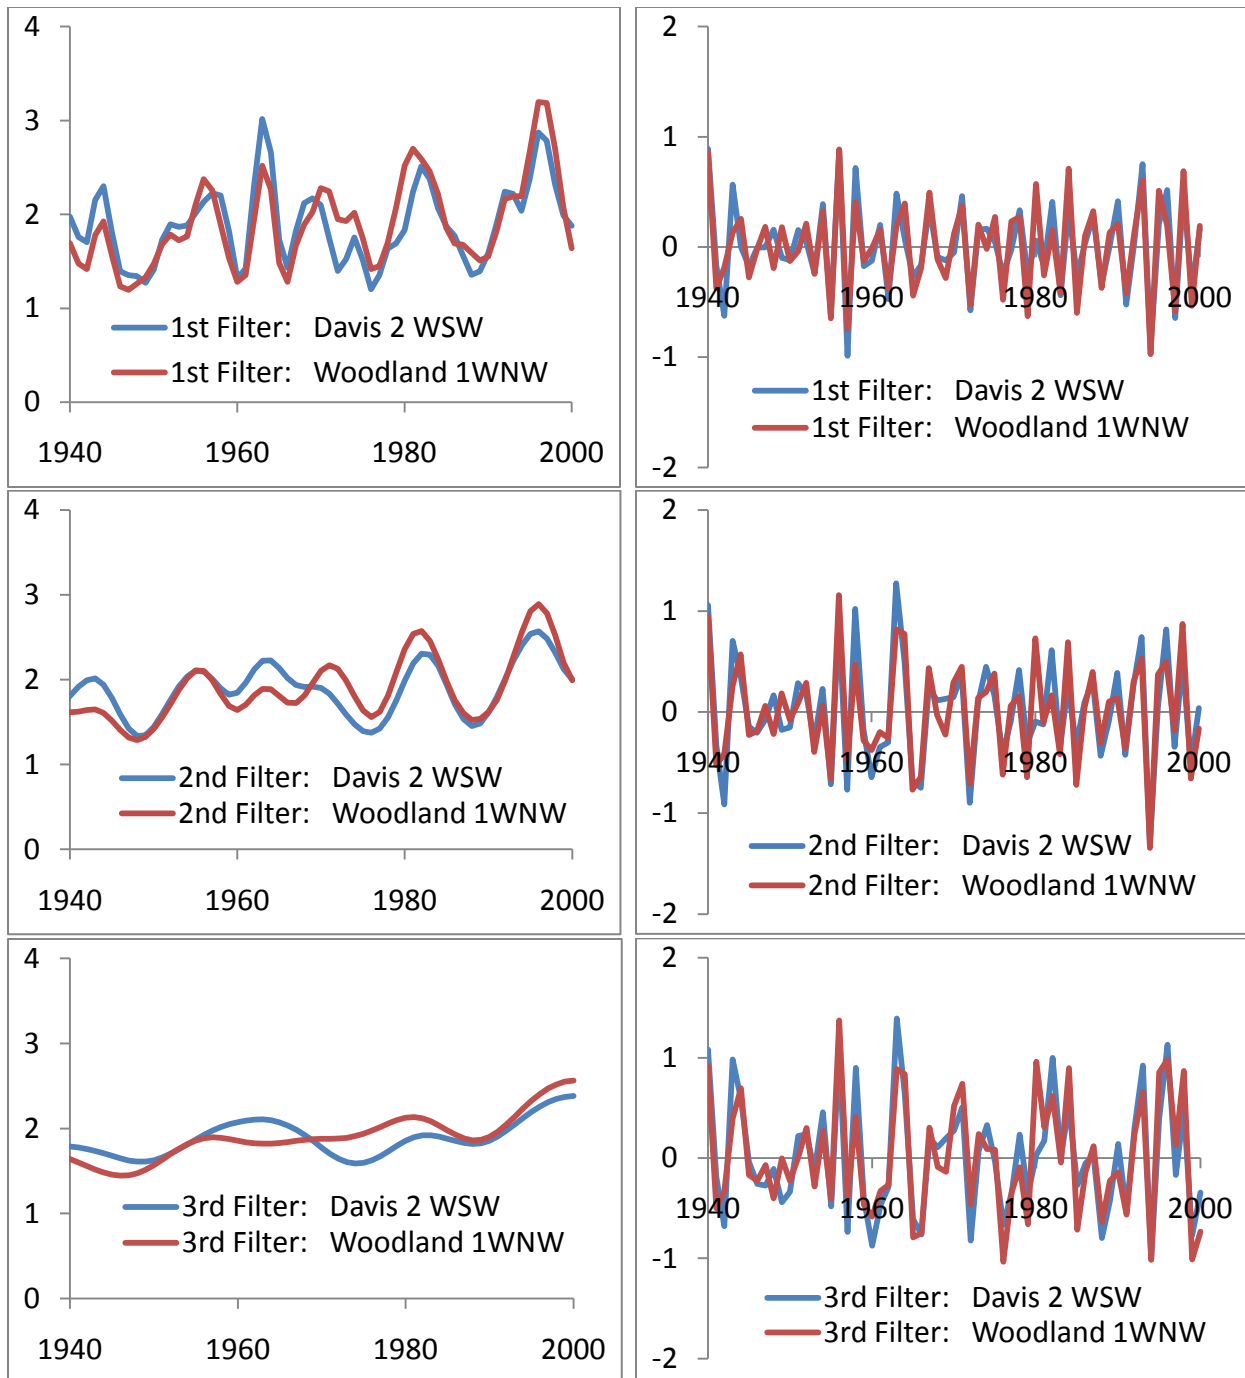 4
3
2
1
0
1st Filter: Davis 2 WSW
1st Filter: Woodland 1WNW
1940 1960 1980 2000
2
1
0
-1
-2
1940 1960 1980 2000
1st Filter: Davis 2 WSW
1st Filter: Woodland 1WNW
4
3
2
1
0
2nd Filter: Davis 2 WSW
2nd Filter: Woodland 1WNW
1940 1960 1980 2000
2
1
0
-1
-2
1940 1960 1980 2000
2nd Filter: Davis 2 WSW
2nd Filter: Woodland 1WNW
4
3
2
1
0
3rd Filter: Davis 2 WSW
3rd Filter: Woodland 1WNW
1940 1960 1980 2000
2
1
0
-1
-2
1940 1960 1980 2000
3rd Filter: Davis 2 WSW
3rd Filter: Woodland 1WNW